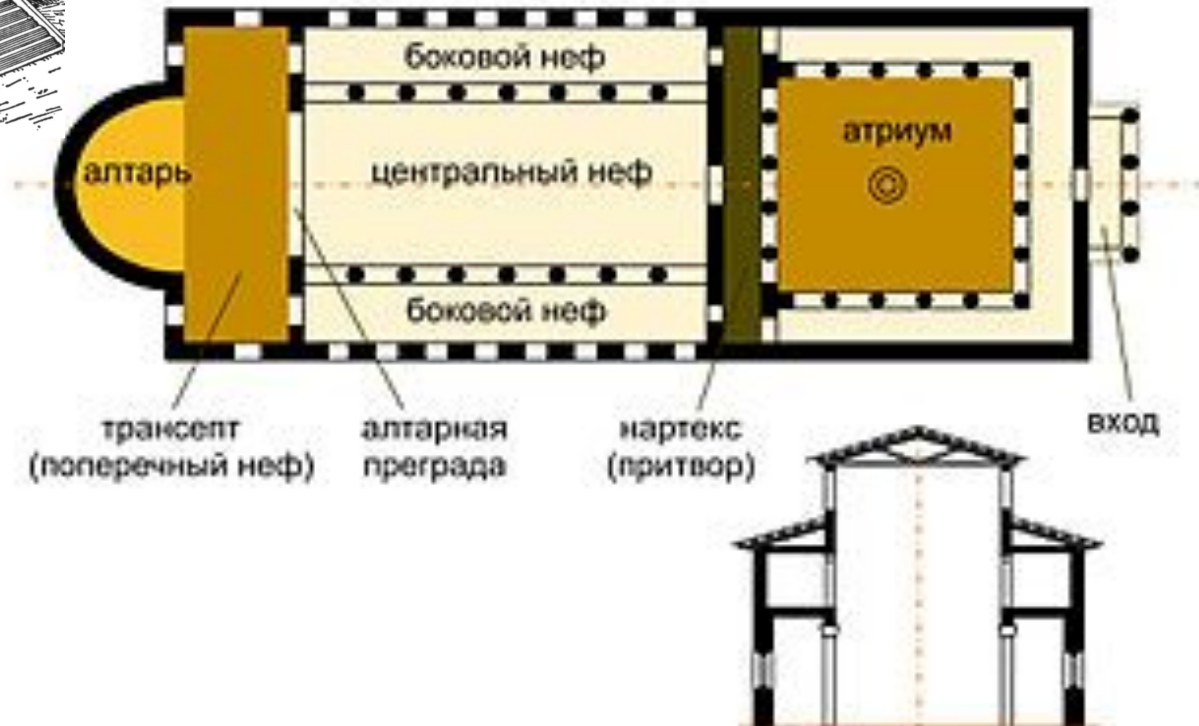 боковой неф
атриум
алтарь
центральный неф
боковой неф
трансепт
(поперечный неф)
алтарная
преграда
нартекс
(притвор)
вход